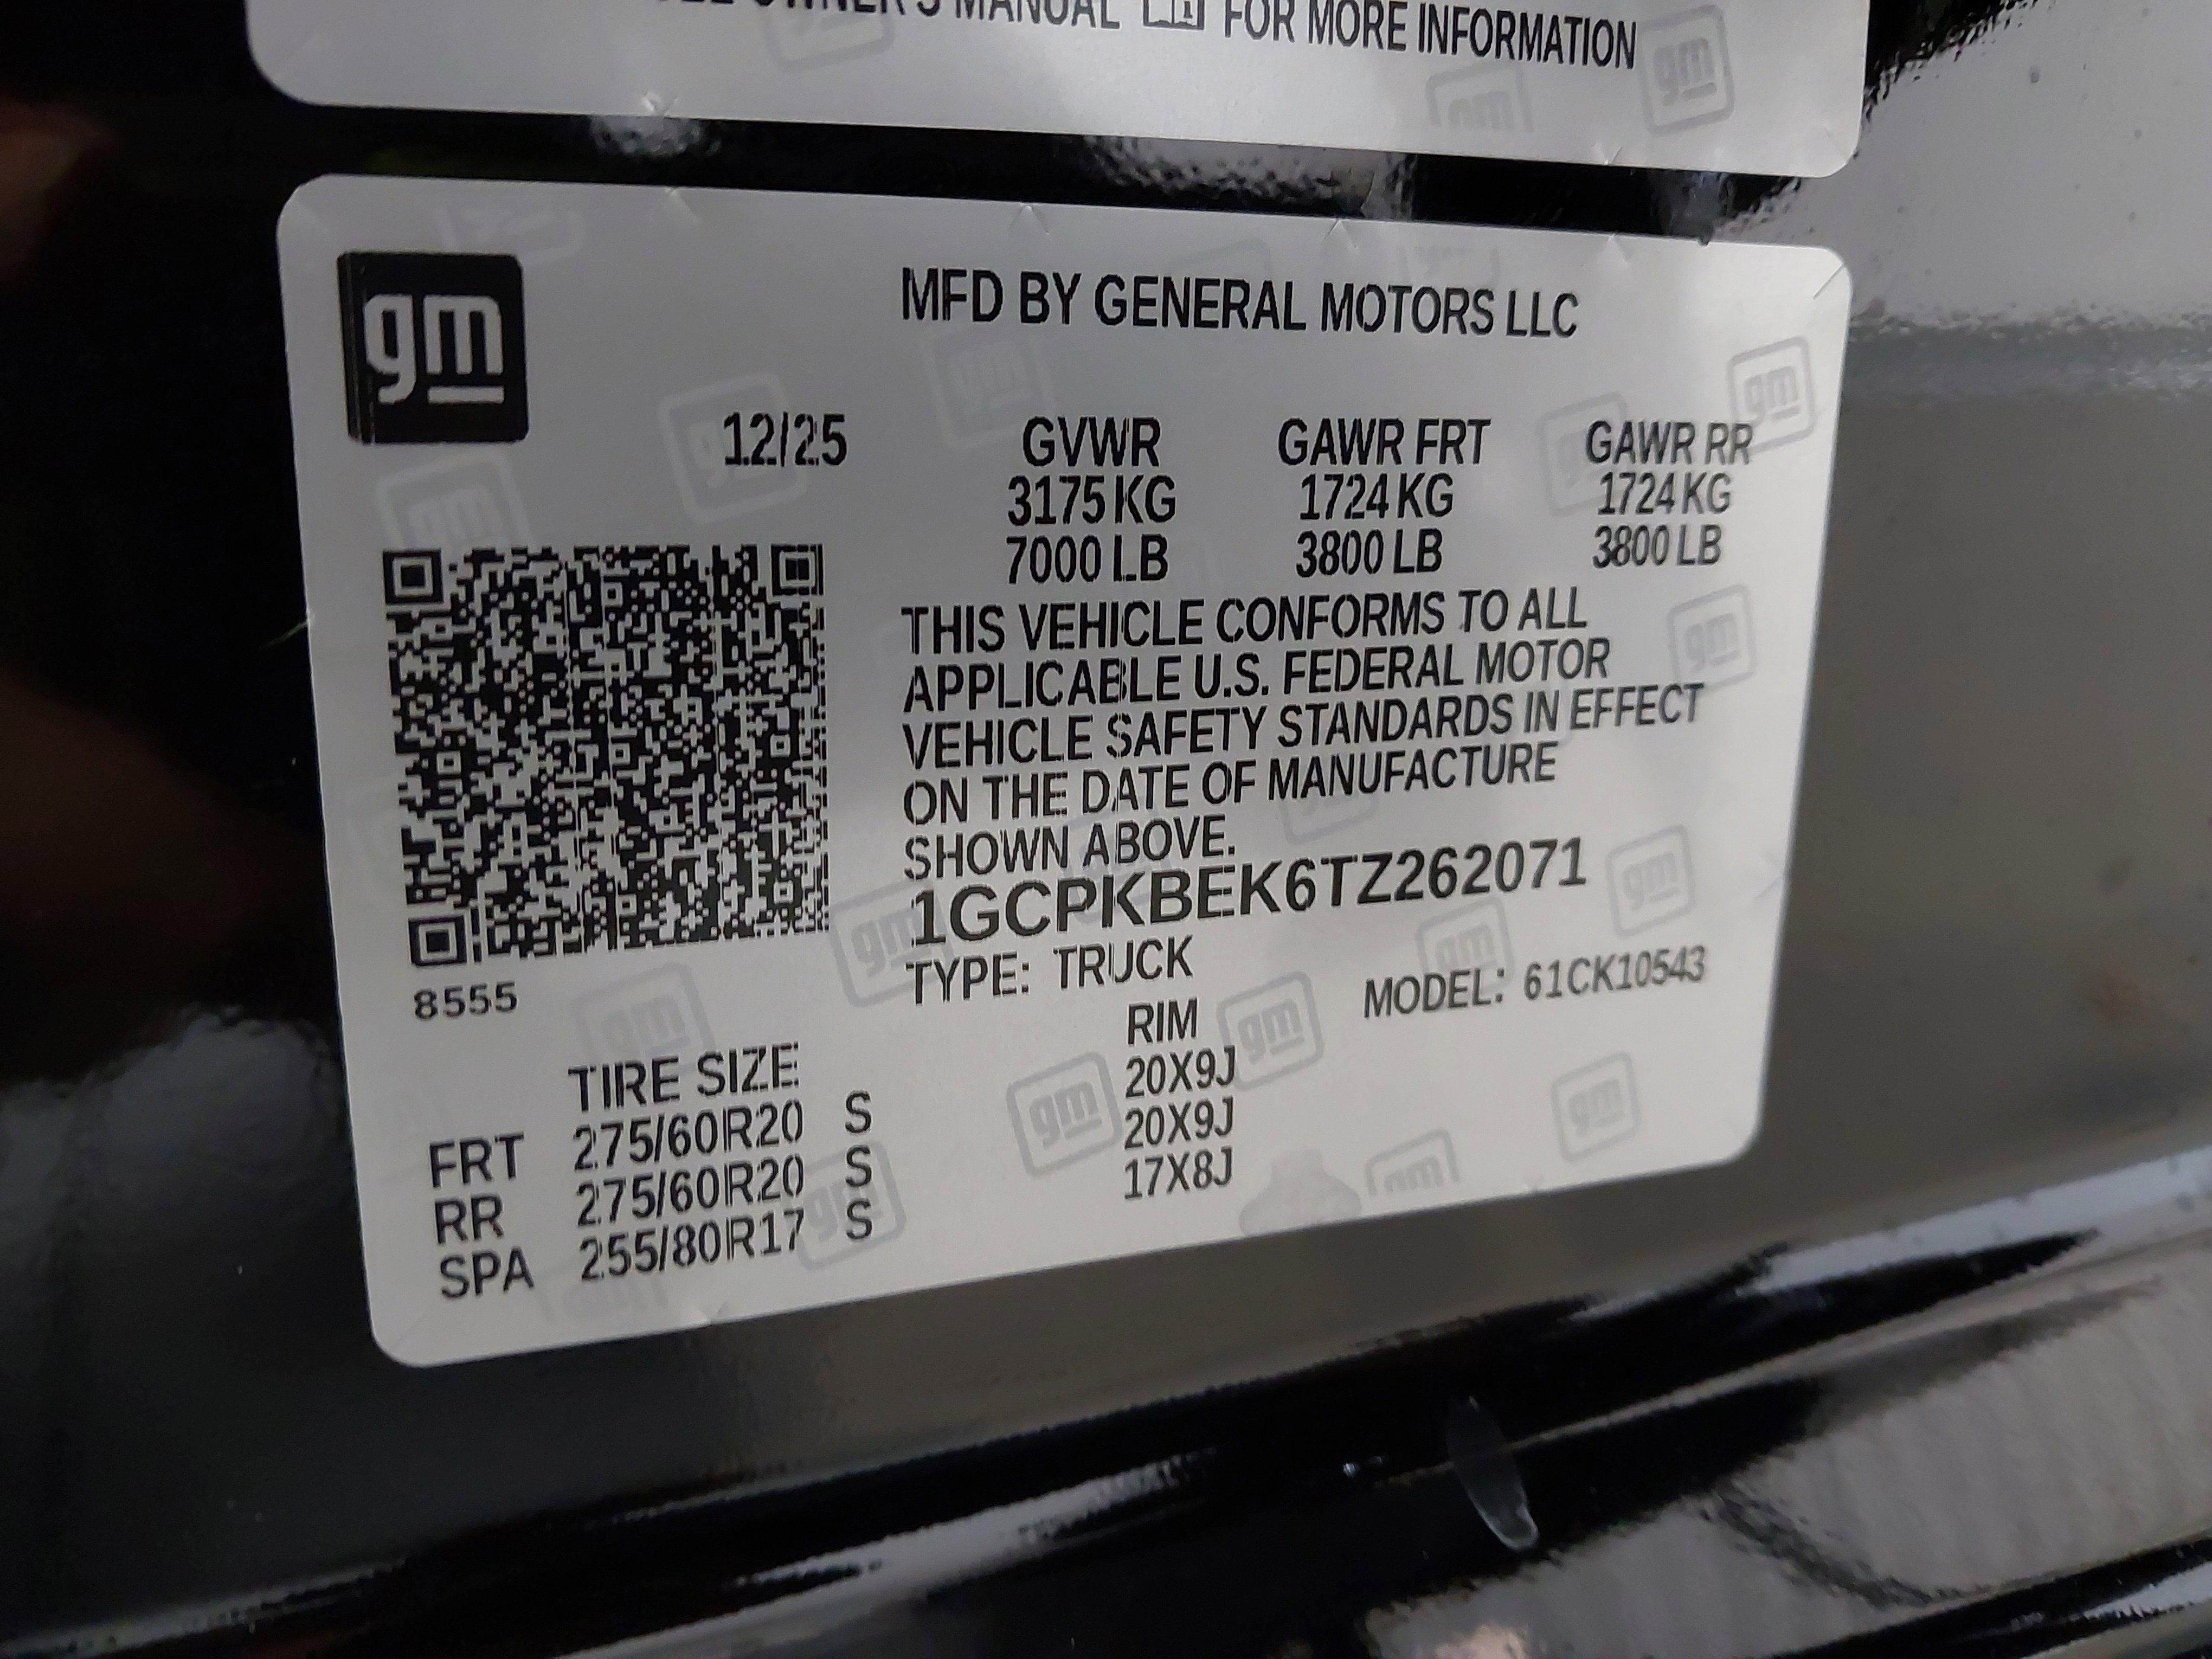 OWNER'S MANUAL FOR MORE INFORMATION
gm
MFD BY GENERAL MOTORS LLC
12/25 GVWR GAWR FRT GAWR RR
3175 KG 1724 KG 1724 KG
7000 LB 3800 LB 3800 LB
THIS VEHICLE CONFORMS TO ALL
APPLICABLE U.S. FEDERAL MOTOR
VEHICLE SAFETY STANDARDS IN EFFECT
ON THE DATE OF MANUFACTURE
SHOWN ABOVE.
1GCPKBEK6TZ262071
TYPE: TRUCK MODEL: 61CK10543
8555
TIRE SIZE RIM
FRT 275/60R20 S 20X9J
RR 275/60R20 S 20X9J
SPA 255/80R17 S 17X8J